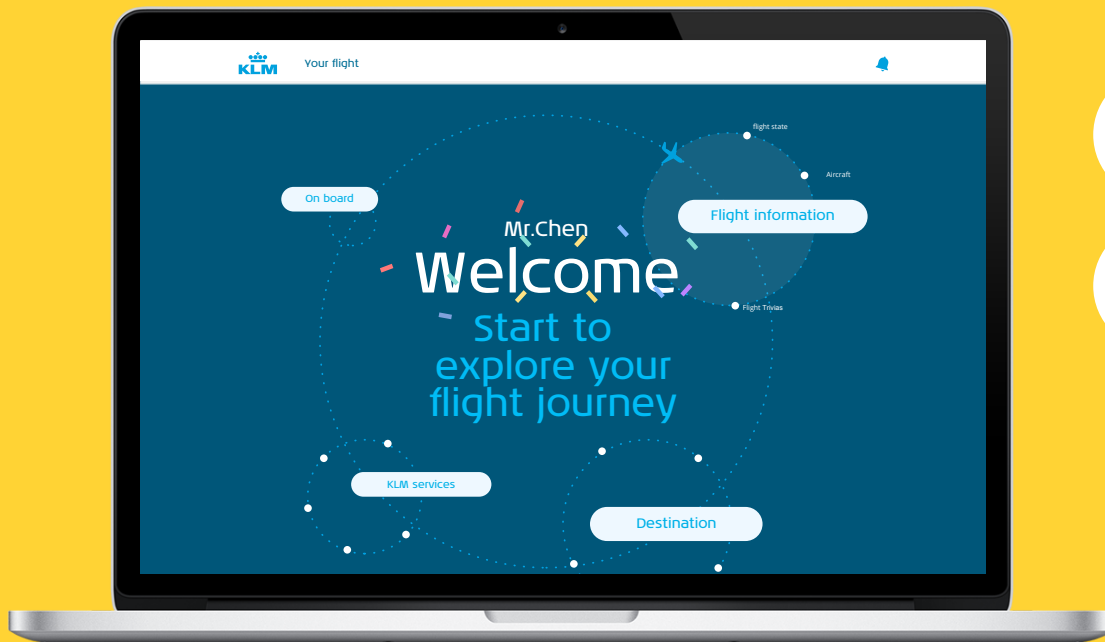 KLM
Your flight
flight state
Aircraft
On board
Flight information
Mr.Chen
Welcome
Flight Trivias
Start to
explore your
flight journey
KLM services
Destination